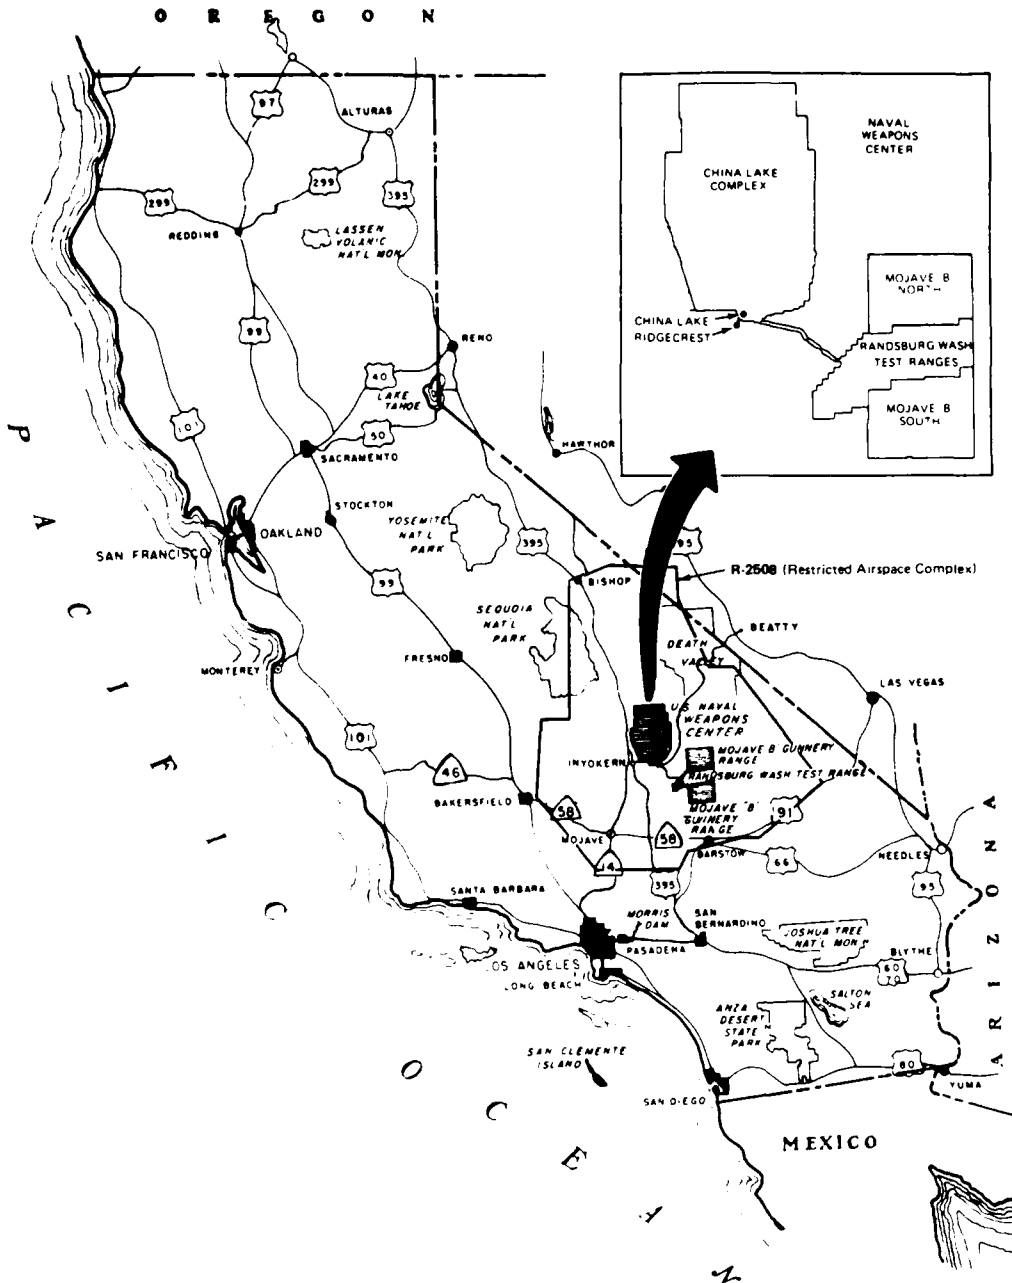 OREGON
97
ALTURAS
299
299
395
REDDING
LASSEN
VOLANIC
NAT'L MON
99
RENO
40
LAKE
TAHOE
101
50
SACRAMENTO
HAWTHOR
STOCKTON
OAKLAND
SAN FRANCISCO
YOSEMITE
NAT'L
PARK
395
95
R-2508 (Restricted Airspace Complex)
BISHOP
99
SEQUOIA
NAT'L
PARK
BEATTY
DEATH
VALLEY
FRESNO
MONTEREY
LAS VEGAS
U.S. NAVAL
WEAPONS
CENTER
101
INYOKERN
MOJAVE B GUNNERY
RANGE
RANDSBURG WASH TEST RANGE
46
BAKERSFIELD
58
MOJAVE "B"
GUINERY
RANGE
91
MOJAVE
58
BARSTOW
66
NEEDLES
14
395
95
SANTA BARBARA
MORRIS
DAM
SAN
BERNARDINO
JOSHUA TREE
NAT'L MON
BLYTHE
PASADENA
LOS ANGELES
LONG BEACH
60
70
SALTON
SEA
ANZA
DESERT
STATE
PARK
SAN CLEMENTE
ISLAND
80
YUMA
SAN DIEGO
MEXICO
ARIZONA
PACIFIC
OCEAN
NAVAL
WEAPONS
CENTER
CHINA LAKE
COMPLEX
MOJAVE B
NORTH
CHINA LAKE
RIDGECREST
RANDSBURG WASH
TEST RANGES
MOJAVE B
SOUTH